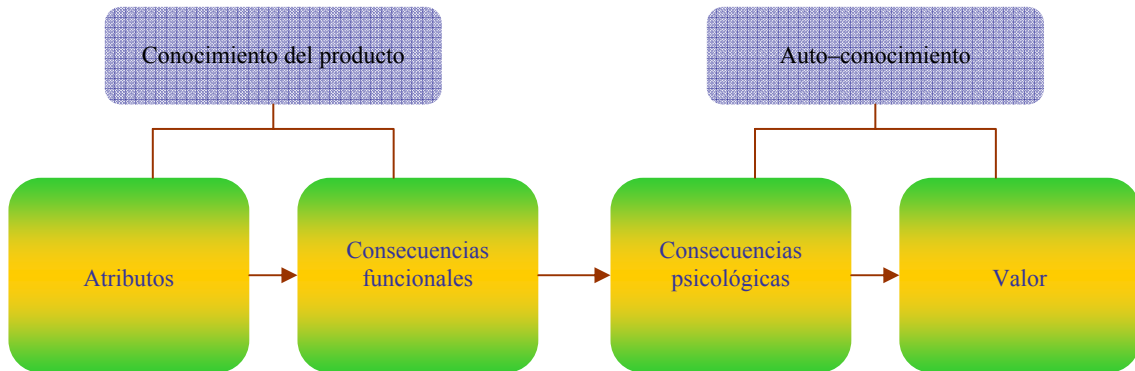 Conocimiento del producto
Auto–conocimiento
Atributos
Consecuencias
funcionales
Consecuencias
psicológicas
Valor